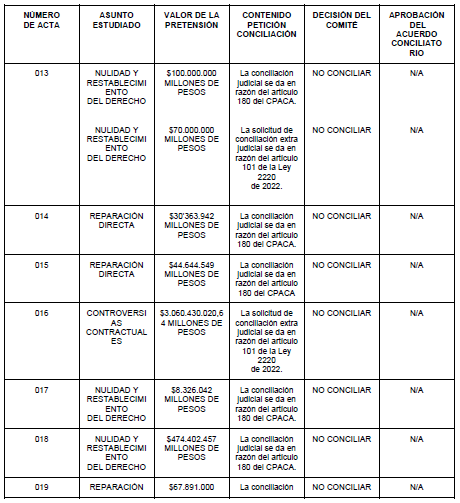 NÚMERO
DE ACTA
ASUNTO
ESTUDIADO
VALOR DE LA
PRETENSIÓN
CONTENIDO
PETICIÓN
CONCILIACIÓN
DECISIÓN DEL
COMITÉ
APROBACIÓN
DEL
ACUERDO
CONCILIATO
RIO
013
NULIDAD Y
RESTABLECIMI
ENTO
DEL DERECHO
$100.000.000
MILLONES DE
PESOS
La conciliación
judicial se da en
razón del artículo
180 del CPACA.
NO CONCILIAR
N/A
NULIDAD Y
RESTABLECIMI
ENTO
DEL DERECHO
$70.000.000
MILLONES DE
PESOS
La solicitud de
conciliación extra
judicial se da en
razón del artículo
101 de la Ley
2220
de 2022.
NO CONCILIAR
N/A
014
REPARACIÓN
DIRECTA
$30'363.942
MILLONES DE
PESOS
La conciliación
judicial se da en
razón del artículo
180 del CPACA.
NO CONCILIAR
N/A
015
REPARACIÓN
DIRECTA
$44.644.549
MILLONES DE
PESOS
La conciliación
judicial se da en
razón del artículo
180 del CPACA
NO CONCILIAR
N/A
016
CONTROVERSI
AS
CONTRACTUAL
ES
$3.060.430.020,6
4 MILLONES DE
PESOS
La solicitud de
conciliación extra
judicial se da en
razón del artículo
101 de la Ley
2220
de 2022.
NO CONCILIAR
N/A
017
NULIDAD Y
RESTABLECIMI
ENTO
DEL DERECHO
$8,326.042
MILLONES DE
PESOS
La conciliación
judicial se da en
razón del artículo
180 del CPACA.
NO CONCILIAR
N/A
018
NULIDAD Y
RESTABLECIMI
ENTO
DEL DERECHO
$474.402.457
MILLONES DE
PESOS
La conciliación
judicial se da en
razón del artículo
180 del CPACA.
NO CONCILIAR
N/A
019
REPARACIÓN
$67.891.000
La conciliación
NO CONCILIAR
N/A